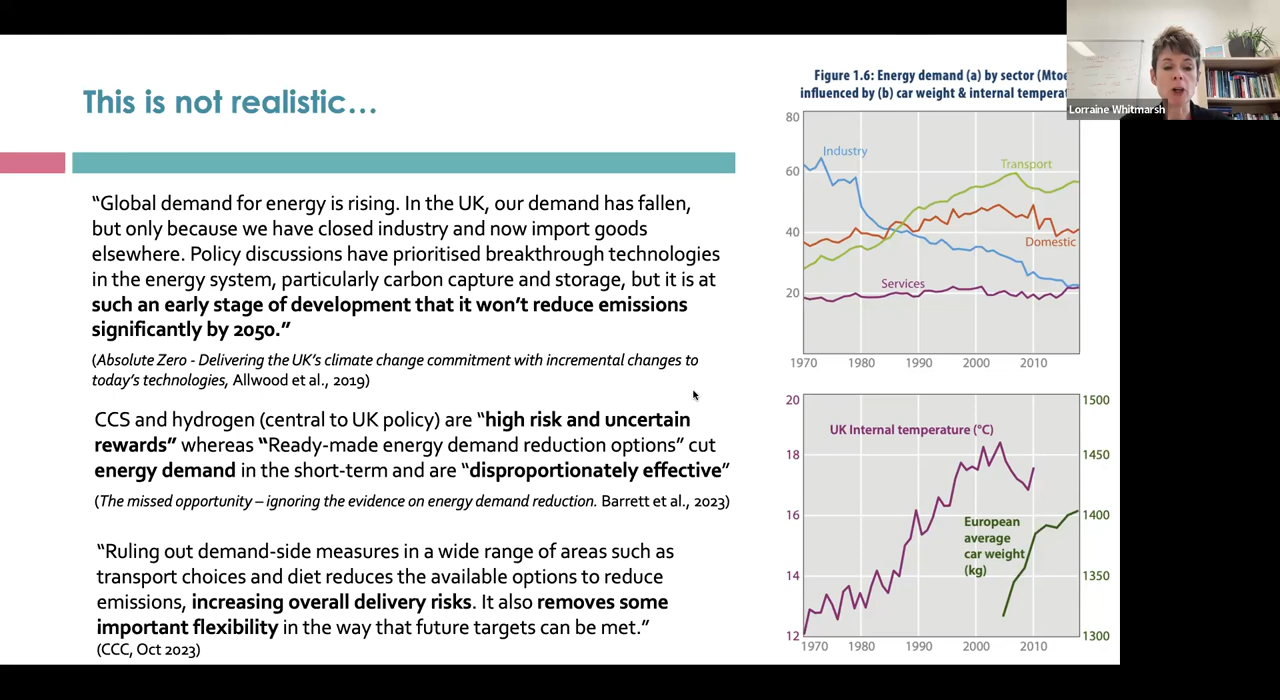 This is not realistic…
“Global demand for energy is rising. In the UK, our demand has fallen,
but only because we have closed industry and now import goods
elsewhere. Policy discussions have prioritised breakthrough technologies
in the energy system, particularly carbon capture and storage, but it is at
such an early stage of development that it won’t reduce emissions
significantly by 2050.”
(Absolute Zero - Delivering the UK’s climate change commitment with incremental changes to
today’s technologies, Allwood et al., 2019)
CCS and hydrogen (central to UK policy) are “high risk and uncertain
rewards” whereas “Ready-made energy demand reduction options” cut
energy demand in the short-term and are “disproportionately effective”
(The missed opportunity – ignoring the evidence on energy demand reduction. Barrett et al., 2023)
“Ruling out demand-side measures in a wide range of areas such as
transport choices and diet reduces the available options to reduce
emissions, increasing overall delivery risks. It also removes some
important flexibility in the way that future targets can be met.”
(CCC, Oct 2023)
Figure 1.6: Energy demand (a) by sector (Mtoe
influenced by (b) car weight & internal temperat
Lorraine Whitmarsh
80
60
40
20
Industry
Transport
Domestic
Services
1970 1980 1990 2000 2010
20
18
16
14
12
UK Internal temperature (°C)
European
average
car weight
(kg)
1500
1450
1400
1350
1300
1970 1980 1990 2000 2010